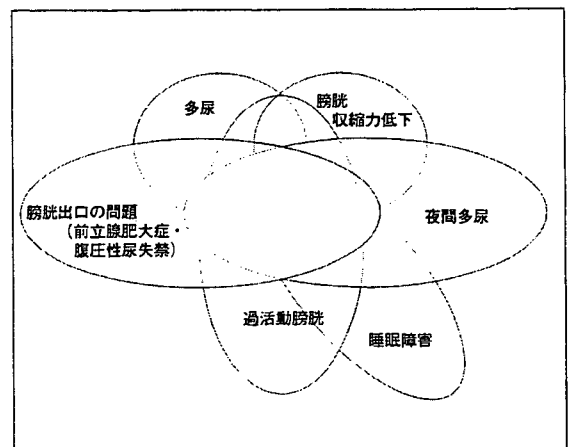 多尿
膀胱
収縮力低下
膀胱出口の問題
(前立腺肥大症・
腹圧性尿失禁)
夜間多尿
過活動膀胱
睡眠障害